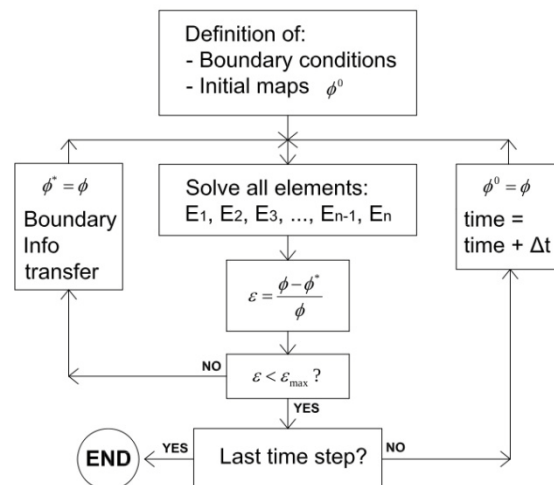 Definition of:
- Boundary conditions
- Initial maps ϕ⁰
ϕ* = ϕ
Boundary
Info
transfer
Solve all elements:
E₁, E₂, E₃, ..., Eₙ₋₁, Eₙ
ϕ⁰ = ϕ
time =
time + Δt
ε = (ϕ − ϕ*) / ϕ
NO
ε < ε_max ?
YES
END
YES
Last time step?
NO